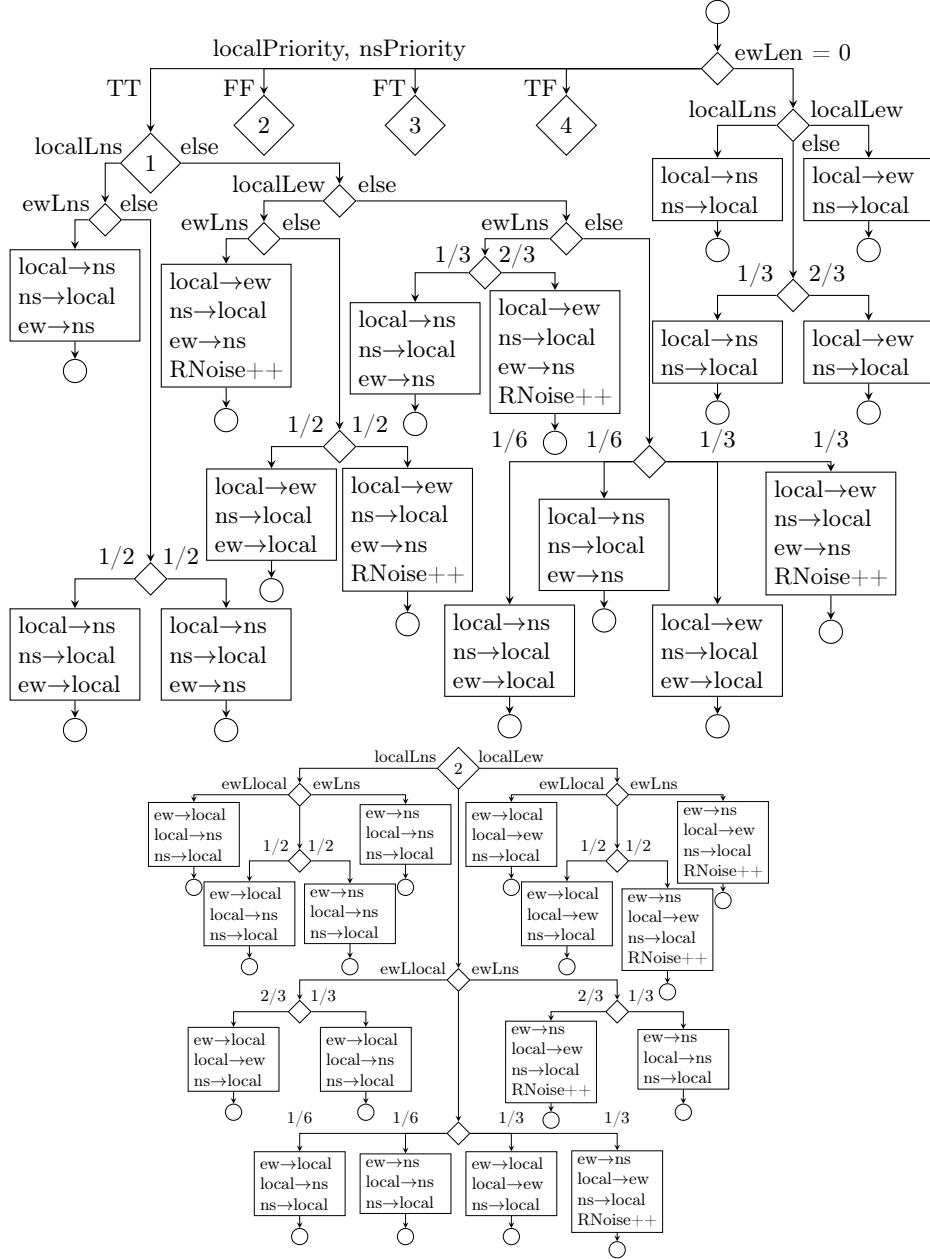 ewLen = 0
localPriority, nsPriority
TT
FF
FT
TF
2
3
4
localLns
localLew
else
local→ns
ns→local
local→ew
ns→local
1/3
2/3
local→ns
ns→local
local→ew
ns→local
localLns
1
else
ewLns
else
local→ns
ns→local
ew→ns
1/2
1/2
local→ns
ns→local
ew→local
local→ns
ns→local
ew→ns
localLew
else
ewLns
else
local→ew
ns→local
ew→ns
RNoise++
1/2
1/2
local→ew
ns→local
ew→local
local→ew
ns→local
ew→ns
RNoise++
ewLns
else
1/3
2/3
local→ns
ns→local
ew→ns
local→ew
ns→local
ew→ns
RNoise++
1/6
1/6
1/3
1/3
local→ns
ns→local
ew→local
local→ns
ns→local
ew→ns
local→ew
ns→local
ew→local
local→ew
ns→local
ew→ns
RNoise++
localLns
2
localLew
ewLlocal
ewLns
ew→local
local→ns
ns→local
ew→ns
local→ns
ns→local
1/2
1/2
ew→local
local→ns
ns→local
ew→ns
local→ns
ns→local
ewLlocal
ewLns
ew→local
local→ew
ns→local
ew→ns
local→ew
ns→local
RNoise++
1/2
1/2
ew→local
local→ew
ns→local
ew→ns
local→ew
ns→local
RNoise++
ewLlocal
ewLns
2/3
1/3
ew→local
local→ew
ns→local
ew→local
local→ns
ns→local
2/3
1/3
ew→ns
local→ew
ns→local
RNoise++
ew→ns
local→ns
ns→local
1/6
1/6
1/3
1/3
ew→local
local→ns
ns→local
ew→ns
local→ns
ns→local
ew→local
local→ew
ns→local
ew→ns
local→ew
ns→local
RNoise++